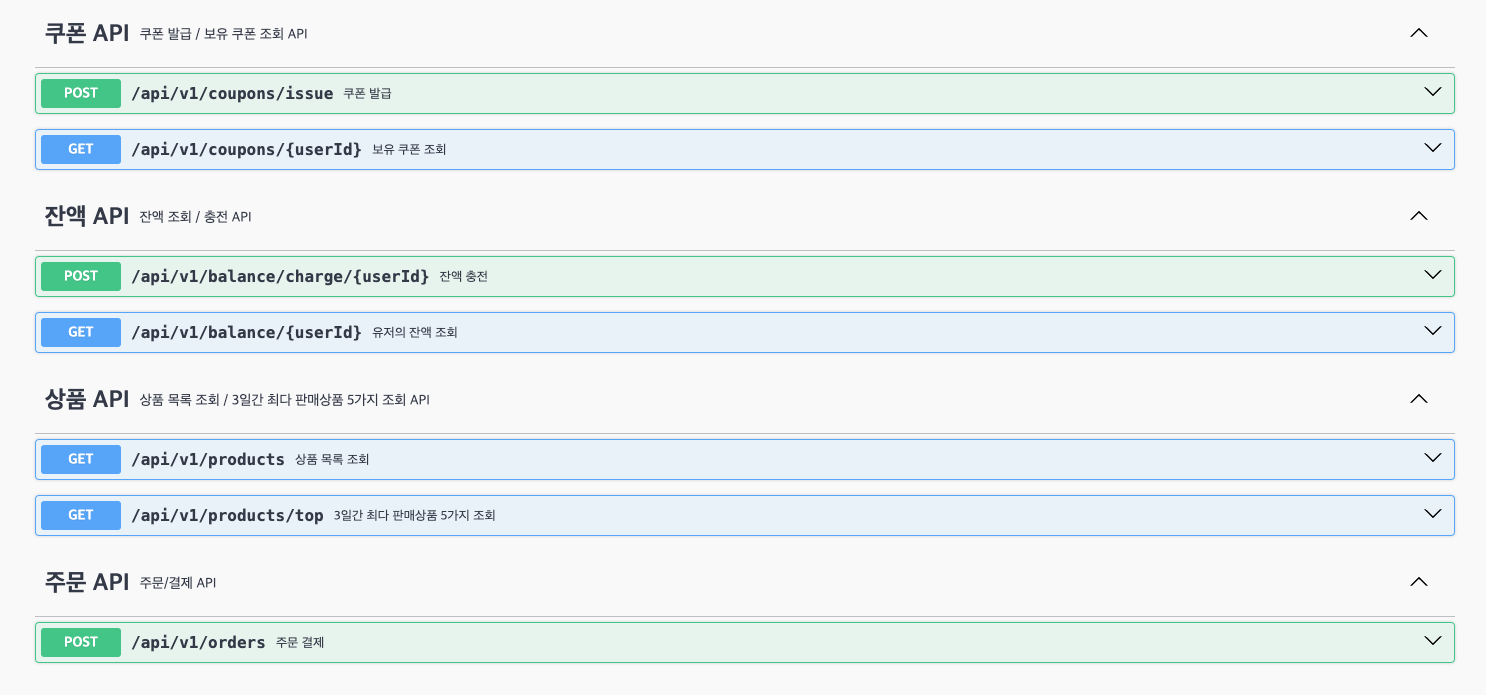 쿠폰 API 쿠폰 발급 / 보유 쿠폰 조회 API
POST /api/v1/coupons/issue 쿠폰 발급
GET /api/v1/coupons/{userId} 보유 쿠폰 조회
잔액 API 잔액 조회 / 충전 API
POST /api/v1/balance/charge/{userId} 잔액 충전
GET /api/v1/balance/{userId} 유저의 잔액 조회
상품 API 상품 목록 조회 / 3일간 최다 판매상품 5가지 조회 API
GET /api/v1/products 상품 목록 조회
GET /api/v1/products/top 3일간 최다 판매상품 5가지 조회
주문 API 주문/결제 API
POST /api/v1/orders 주문 결제